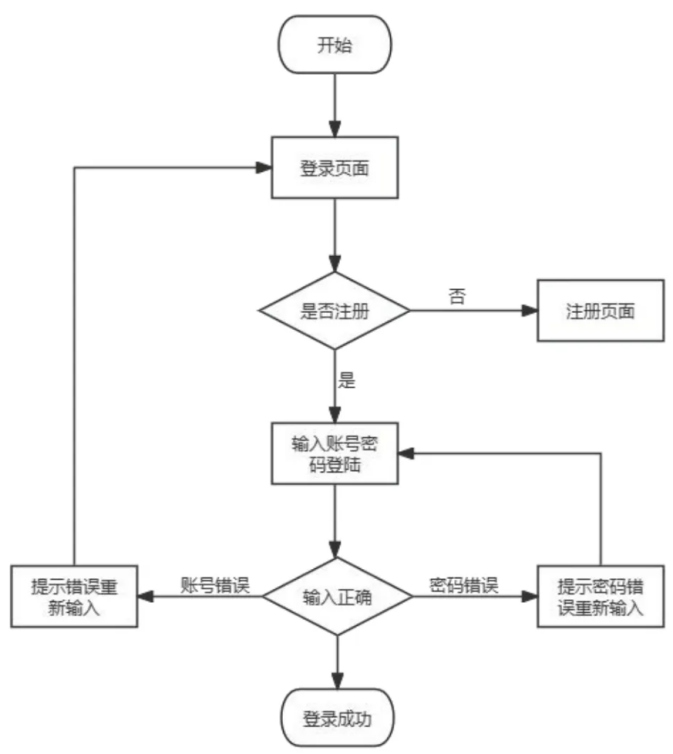 开始
登录页面
是否注册
否
注册页面
是
输入账号密
码登陆
提示错误重
新输入
账号错误
输入正确
密码错误
提示密码错
误重新输入
登录成功